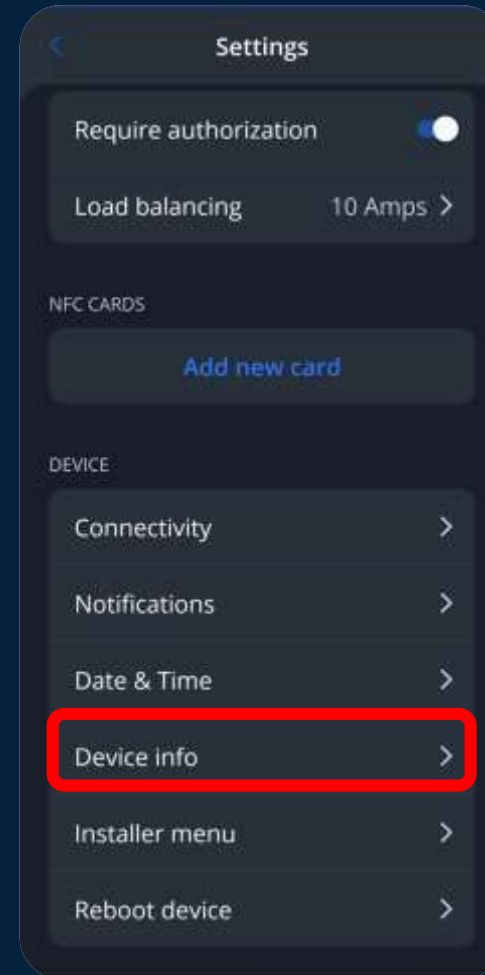 Settings
Require authorization
Load balancing 10 Amps
NFC CARDS
Add new card
DEVICE
Connectivity
Notifications
Date & Time
Device info
Installer menu
Reboot device